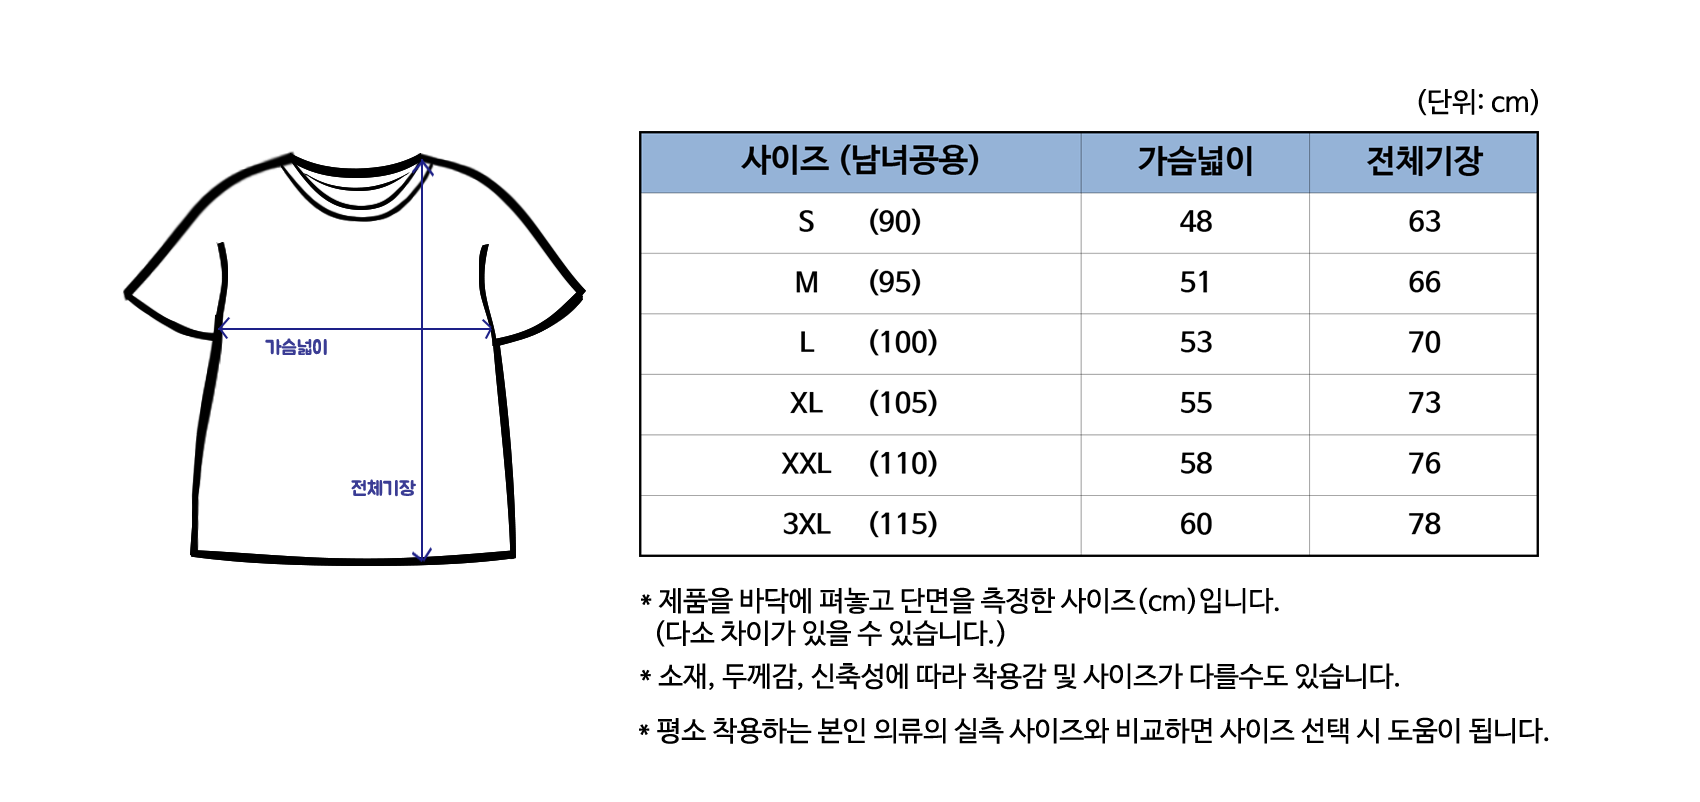 (단위: cm)
사이즈 (남녀공용) 가슴넓이 전체기장
S (90) 48 63
M (95) 51 66
L (100) 53 70
XL (105) 55 73
XXL (110) 58 76
3XL (115) 60 78
가슴넓이
전체기장
* 제품을 바닥에 펴놓고 단면을 측정한 사이즈(cm)입니다.
(다소 차이가 있을 수 있습니다.)
* 소재, 두께감, 신축성에 따라 착용감 및 사이즈가 다를수도 있습니다.
* 평소 착용하는 본인 의류의 실측 사이즈와 비교하면 사이즈 선택 시 도움이 됩니다.